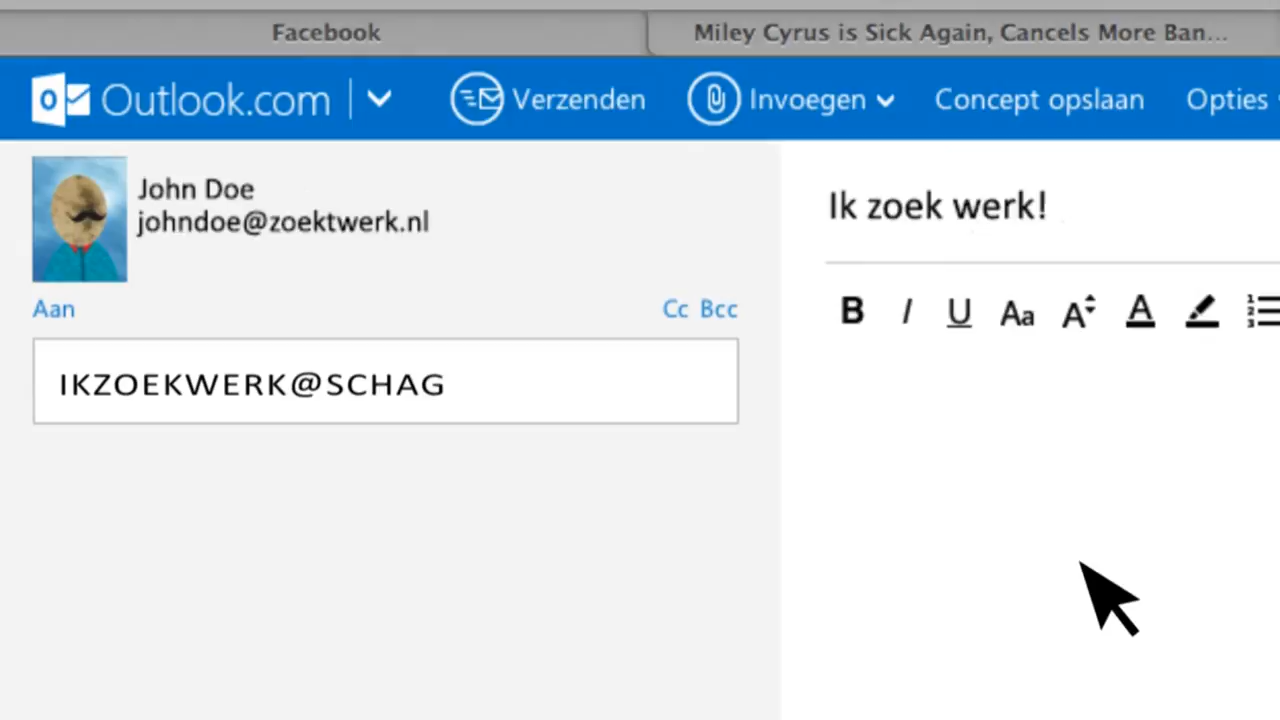 Facebook
Miley Cyrus is Sick Again, Cancels More Ban...
Outlook.com
Verzenden
Invoegen
Concept opslaan
Opties
John Doe
johndoe@zoektwerk.nl
Aan
Cc Bcc
IKZOEKWERK@SCHAG
Ik zoek werk!
B I U Aa A A